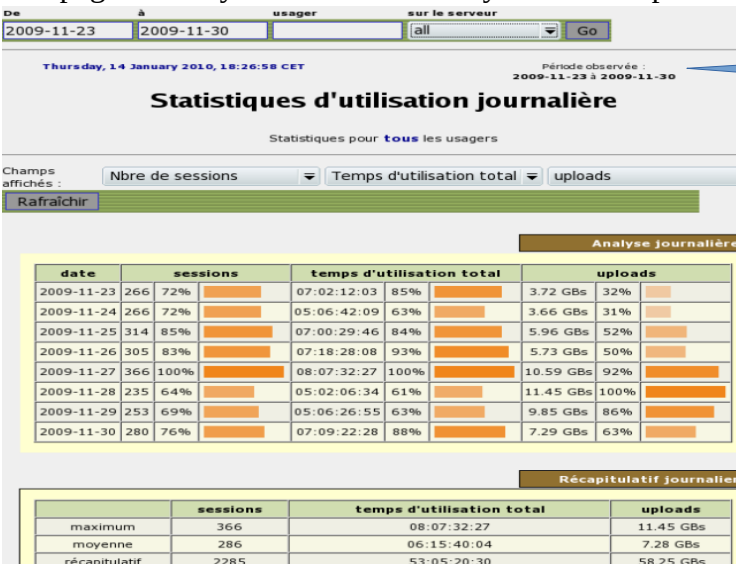 De à usager sur le serveur
2009-11-23 2009-11-30 all Go
Thursday, 14 January 2010, 18:26:58 CET
Période observée :
2009-11-23 à 2009-11-30
Statistiques d'utilisation journalière
Statistiques pour tous les usagers
Champs
affichés :
Nbre de sessions Temps d'utilisation total uploads
Rafraîchir
Analyse journalière
date sessions temps d'utilisation total uploads
2009-11-23 266 72% 07:02:12:03 85% 3.72 GBs 32%
2009-11-24 266 72% 05:06:42:09 63% 3.66 GBs 31%
2009-11-25 314 85% 07:00:29:46 84% 5.96 GBs 52%
2009-11-26 305 83% 07:18:28:08 93% 5.73 GBs 50%
2009-11-27 366 100% 08:07:32:27 100% 10.59 GBs 92%
2009-11-28 235 64% 05:02:06:34 61% 11.45 GBs 100%
2009-11-29 253 69% 05:06:26:55 63% 9.85 GBs 86%
2009-11-30 280 76% 07:09:22:28 88% 7.29 GBs 63%
Récapitulatif journalier
sessions temps d'utilisation total uploads
maximum 366 08:07:32:27 11.45 GBs
moyenne 286 06:15:40:04 7.28 GBs
récapitulatif 2285 53:05:20:30 58.25 GBs